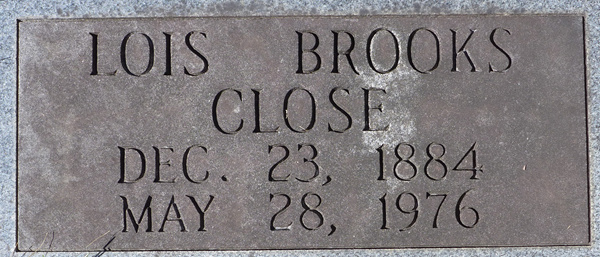 LOIS BROOKS
CLOSE
DEC. 23, 1884
MAY 28, 1976